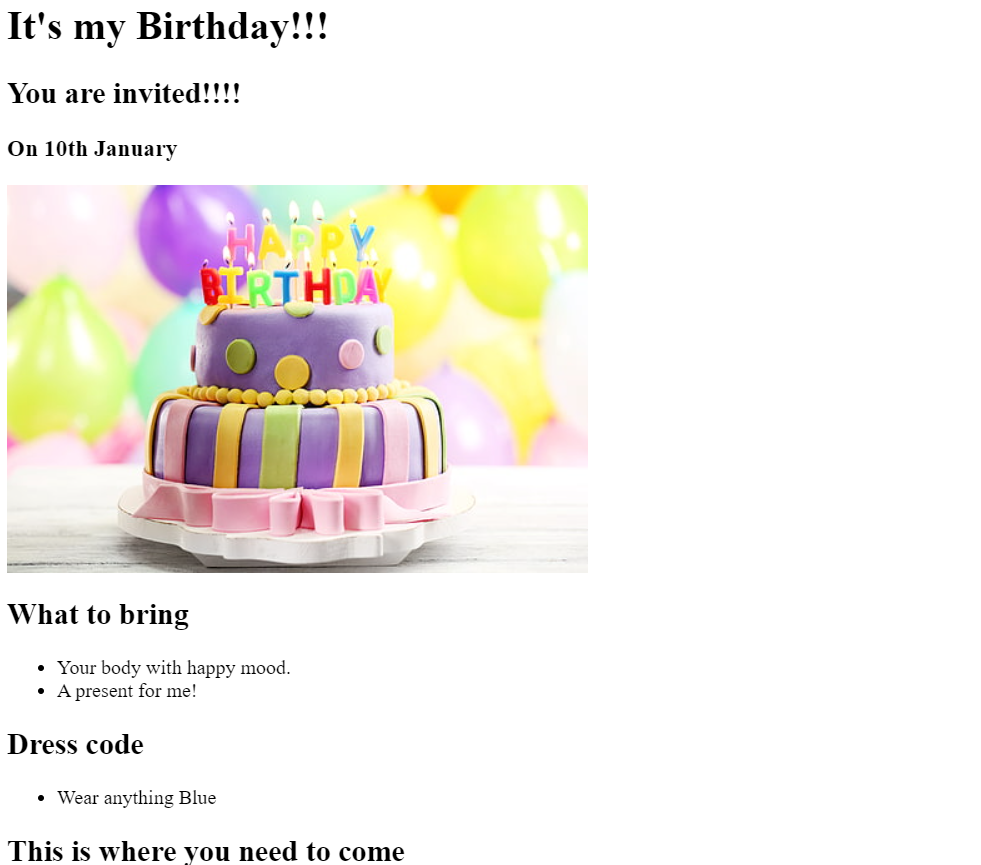 It's my Birthday!!!
You are invited!!!!
On 10th January
HAPPY
BIRTHDAY
What to bring
Your body with happy mood.
A present for me!
Dress code
Wear anything Blue
This is where you need to come